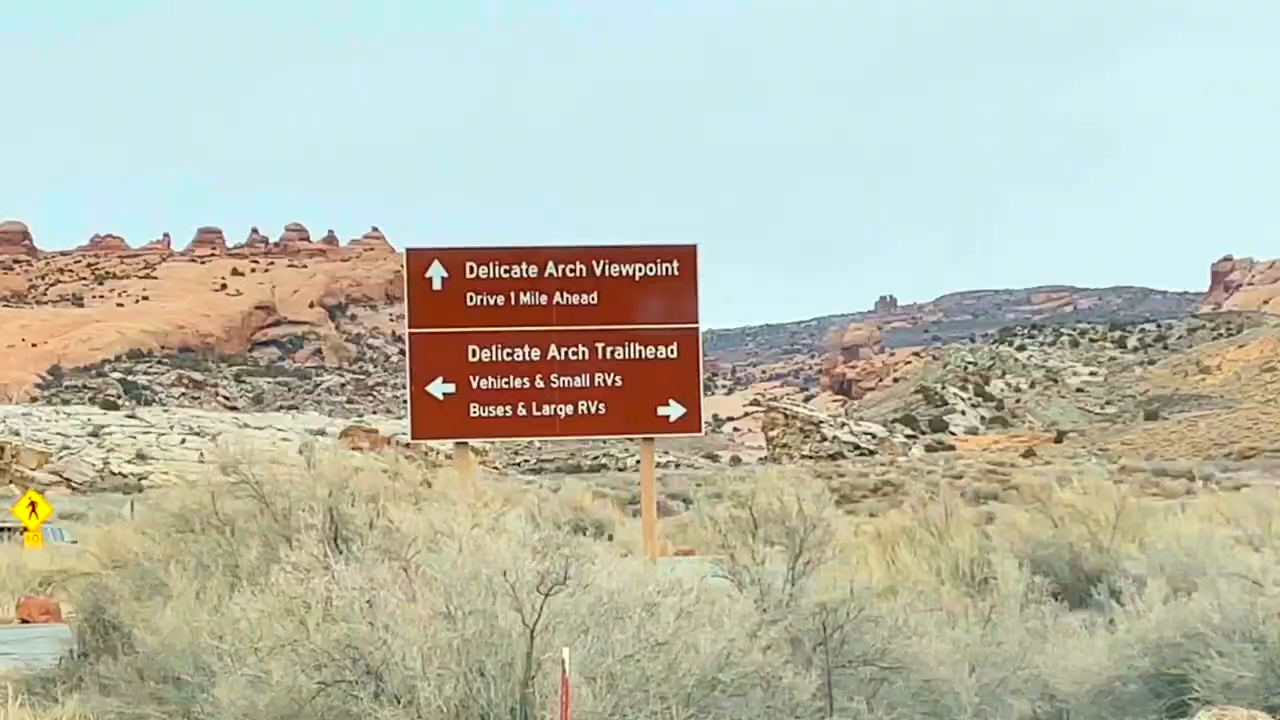 Delicate Arch Viewpoint
Drive 1 Mile Ahead
Delicate Arch Trailhead
Vehicles & Small RVs
Buses & Large RVs